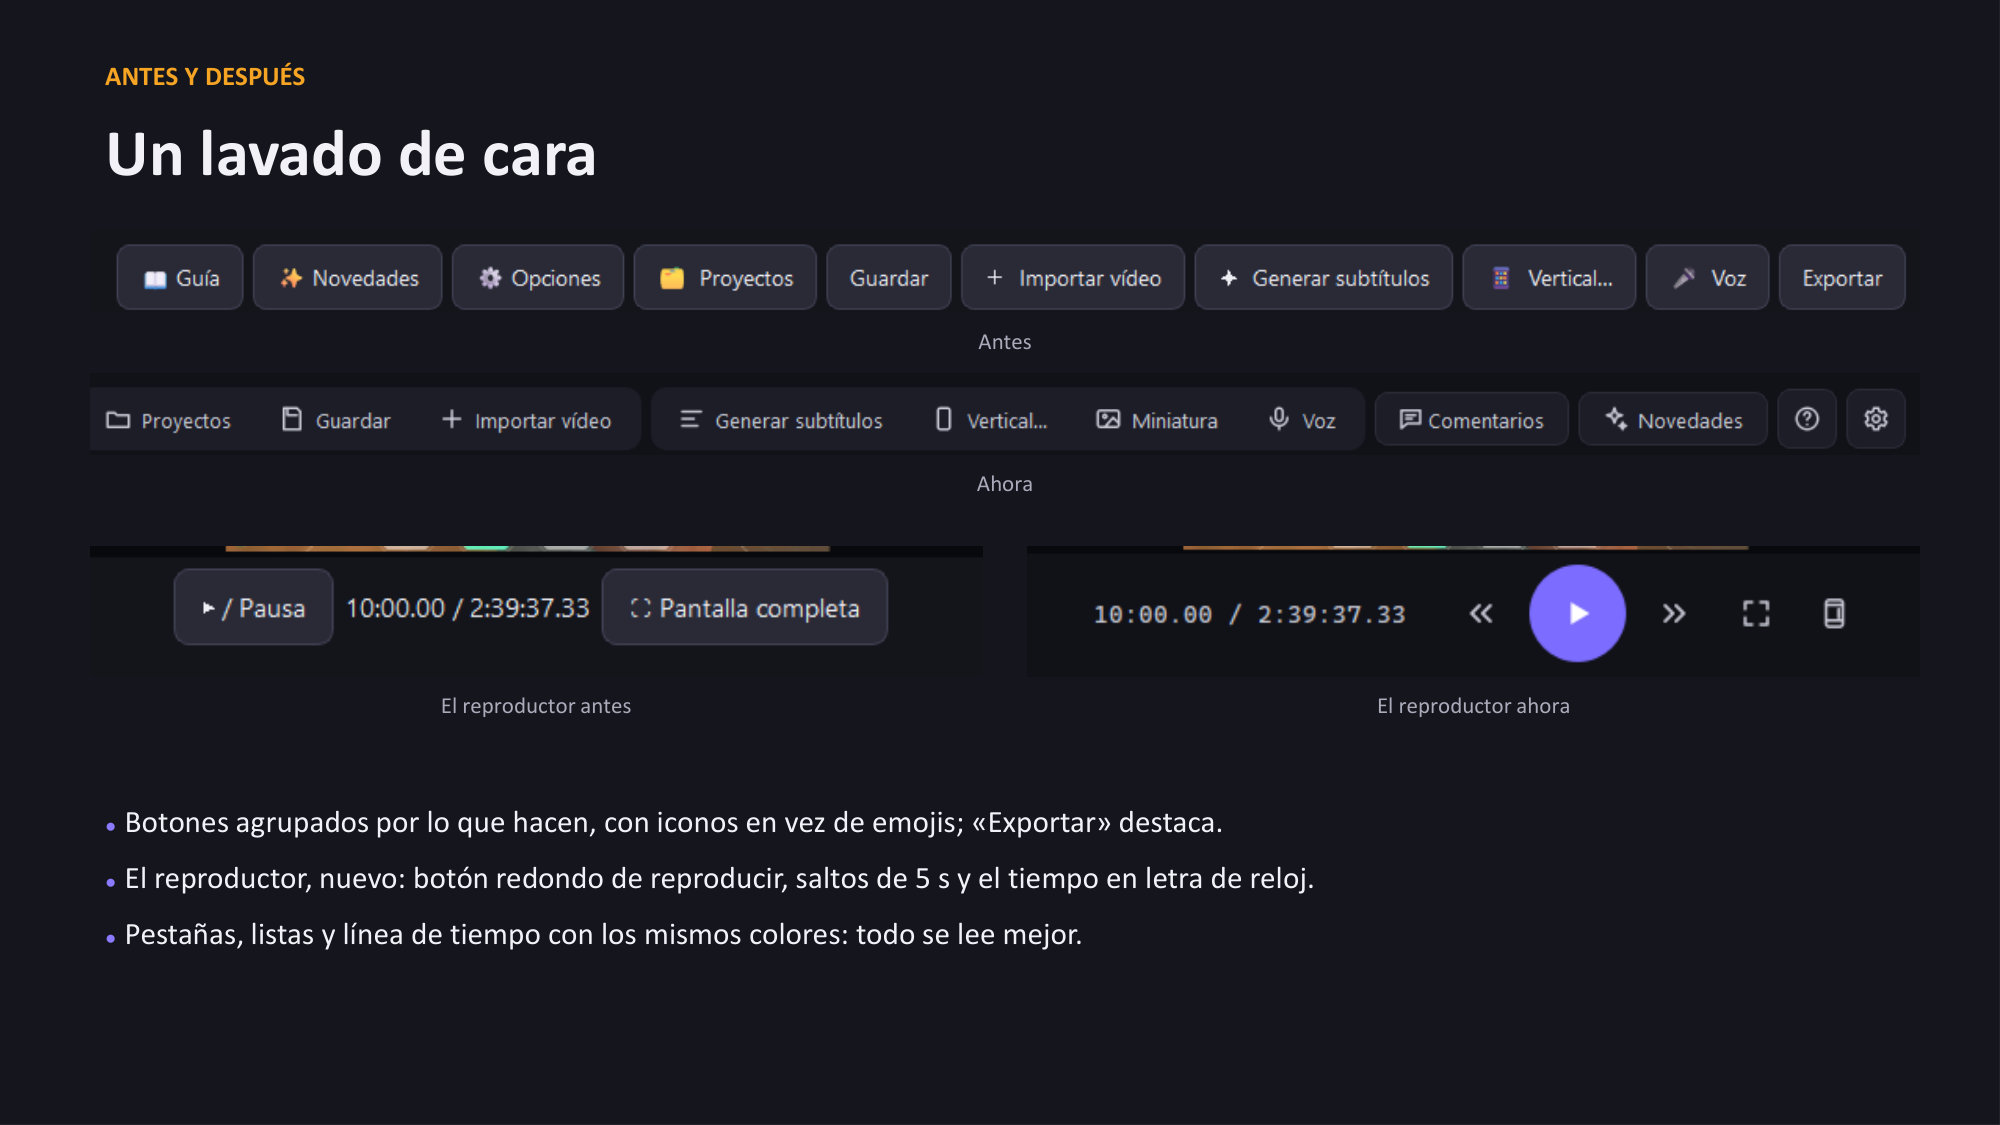 ANTES Y DESPUÉS
Un lavado de cara
Guía Novedades Opciones Proyectos Guardar + Importar vídeo Generar subtítulos Vertical... Voz Exportar
Antes
Proyectos Guardar + Importar vídeo Generar subtítulos Vertical... Miniatura Voz Comentarios Novedades ?
Ahora
/ Pausa 10:00.00 / 2:39:37.33 Pantalla completa
10:00.00 / 2:39:37.33
El reproductor antes
El reproductor ahora
• Botones agrupados por lo que hacen, con iconos en vez de emojis; «Exportar» destaca.
• El reproductor, nuevo: botón redondo de reproducir, saltos de 5 s y el tiempo en letra de reloj.
• Pestañas, listas y línea de tiempo con los mismos colores: todo se lee mejor.